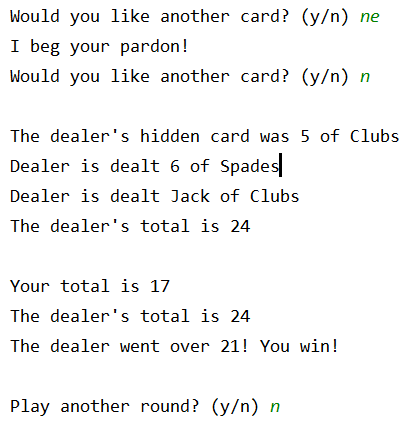 Would you like another card? (y/n) ne
I beg your pardon!
Would you like another card? (y/n) n
The dealer's hidden card was 5 of Clubs
Dealer is dealt 6 of Spades
Dealer is dealt Jack of Clubs
The dealer's total is 24
Your total is 17
The dealer's total is 24
The dealer went over 21! You win!
Play another round? (y/n) n